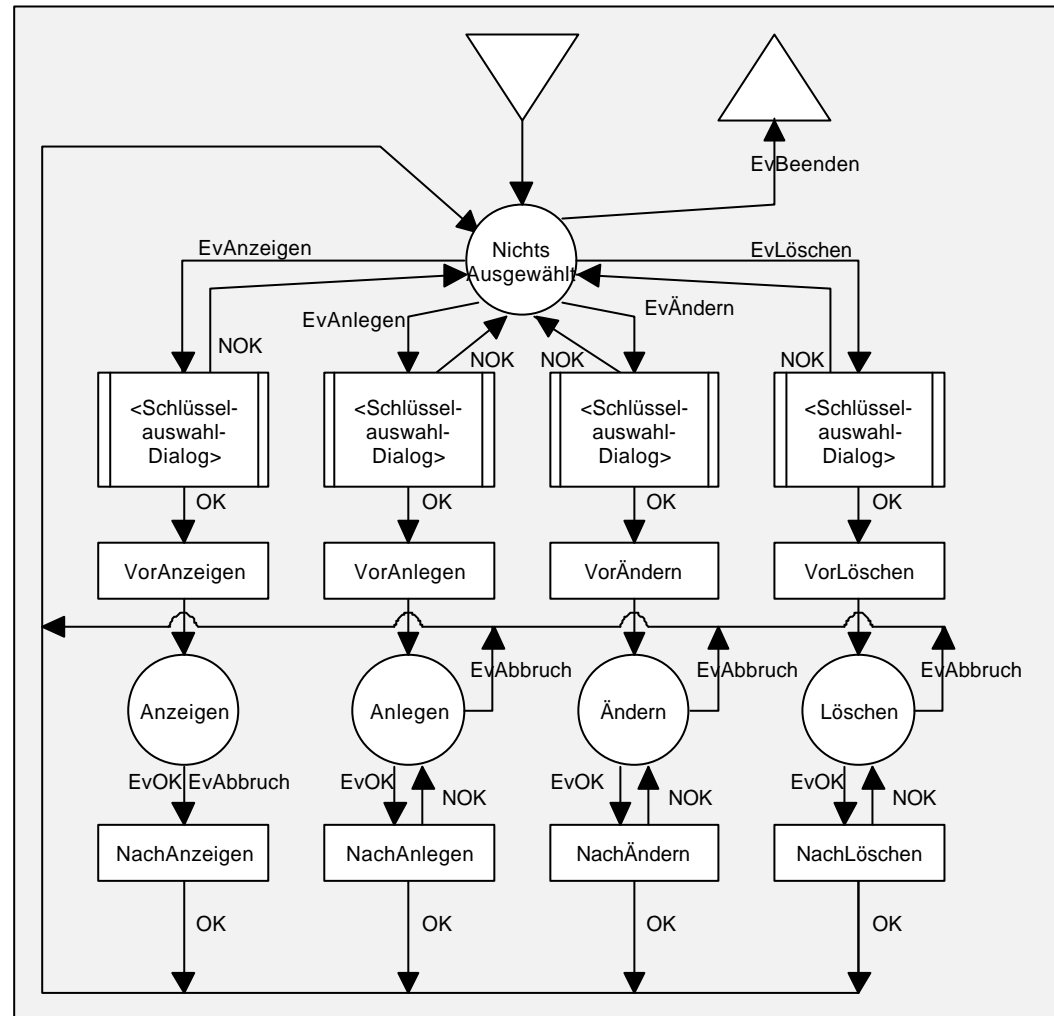 EvBeenden
Nichts
Ausgewählt
EvAnzeigen
EvLöschen
EvAnlegen
EvÄndern
NOK
NOK
NOK
NOK
<Schlüssel-
auswahl-
Dialog>
<Schlüssel-
auswahl-
Dialog>
<Schlüssel-
auswahl-
Dialog>
<Schlüssel-
auswahl-
Dialog>
OK
OK
OK
OK
VorAnzeigen
VorAnlegen
VorÄndern
VorLöschen
EvAbbruch
EvAbbruch
EvAbbruch
Anzeigen
Anlegen
Ändern
Löschen
EvOK
EvAbbruch
EvOK
NOK
EvOK
NOK
EvOK
NOK
NachAnzeigen
NachAnlegen
NachÄndern
NachLöschen
OK
OK
OK
OK